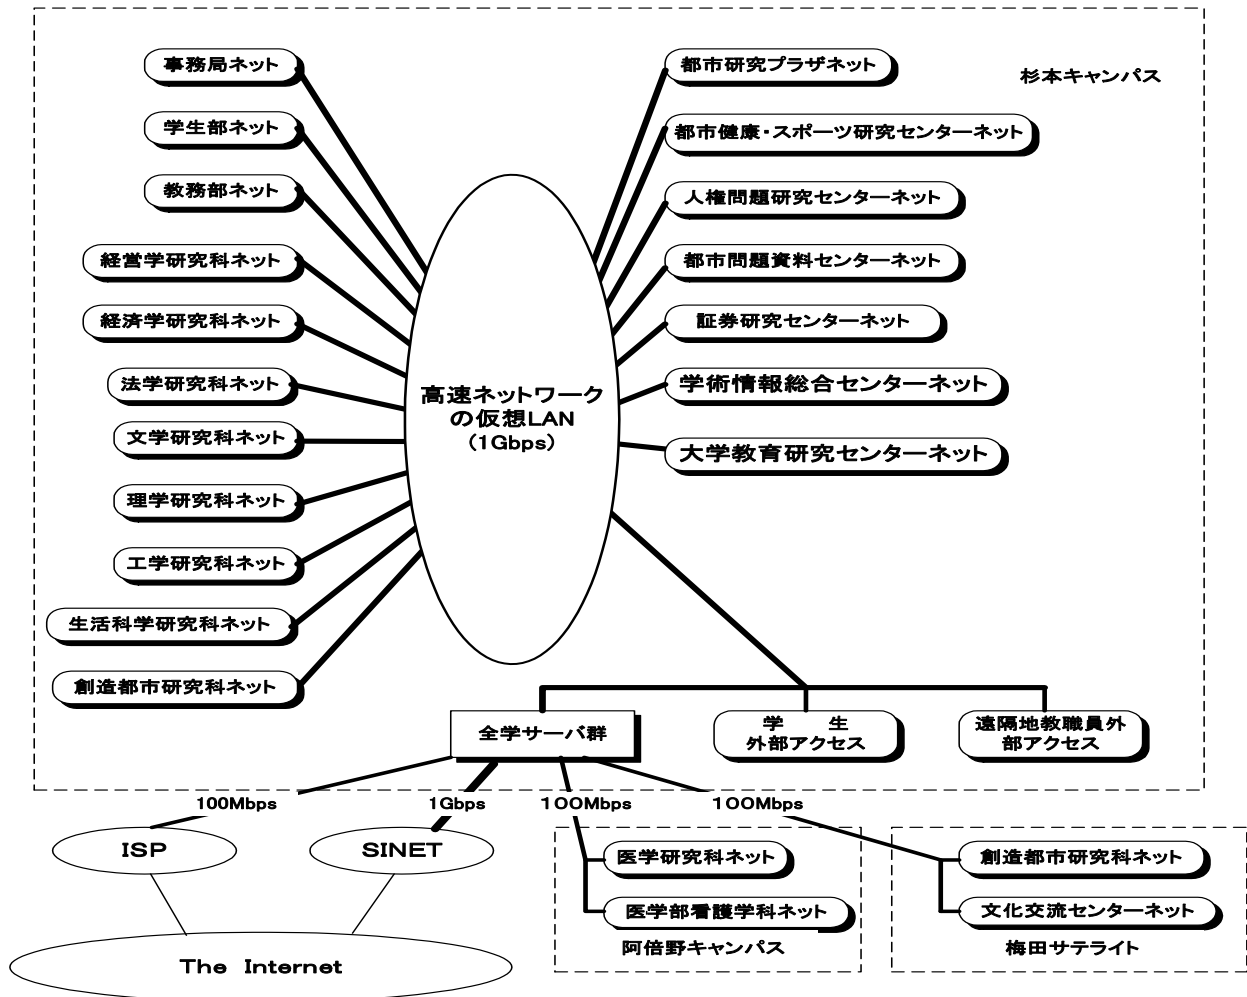 事務局ネット
学生部ネット
教務部ネット
経営学研究科ネット
経済学研究科ネット
法学研究科ネット
文学研究科ネット
理学研究科ネット
工学研究科ネット
生活科学研究科ネット
創造都市研究科ネット
高速ネットワーク
の仮想LAN
(1Gbps)
都市研究プラザネット
杉本キャンパス
都市健康・スポーツ研究センターネット
人権問題研究センターネット
都市問題資料センターネット
証券研究センターネット
学術情報総合センターネット
大学教育研究センターネット
全学サーバ群
学 生
外部アクセス
遠隔地教職員外
部アクセス
100Mbps
1Gbps
100Mbps
100Mbps
ISP
SINET
The Internet
医学研究科ネット
医学部看護学科ネット
阿倍野キャンパス
創造都市研究科ネット
文化交流センターネット
梅田サテライト